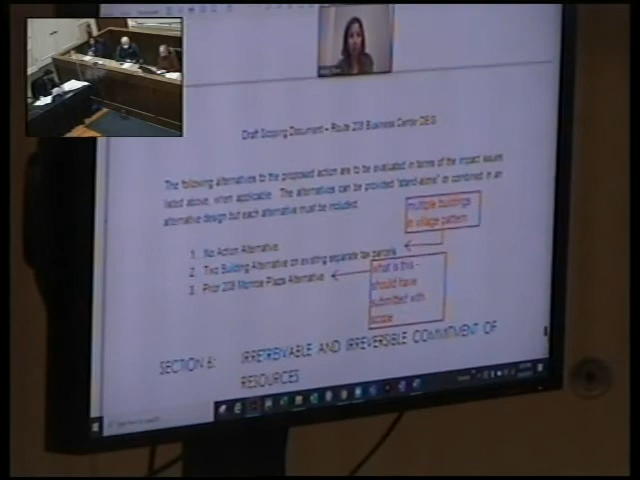 Draft Scoping Document – Route 208 Business Center DEIS
The following alternatives to the proposed action are to be evaluated in terms of the impact issues
listed above, when applicable. The alternatives can be provided "stand-alone" or combined in an
alternative design but each alternative must be included.
multiple buildings
in village pattern
1. No Action Alternative
2. Two Building Alternative on existing separate tax parcels
3. Prior 208 Monroe Plaza Alternative
what is this -
should have
submitted with
scope
SECTION 6: IRRETREIVABLE AND IRREVERSIBLE COMMITMENT OF
RESOURCES